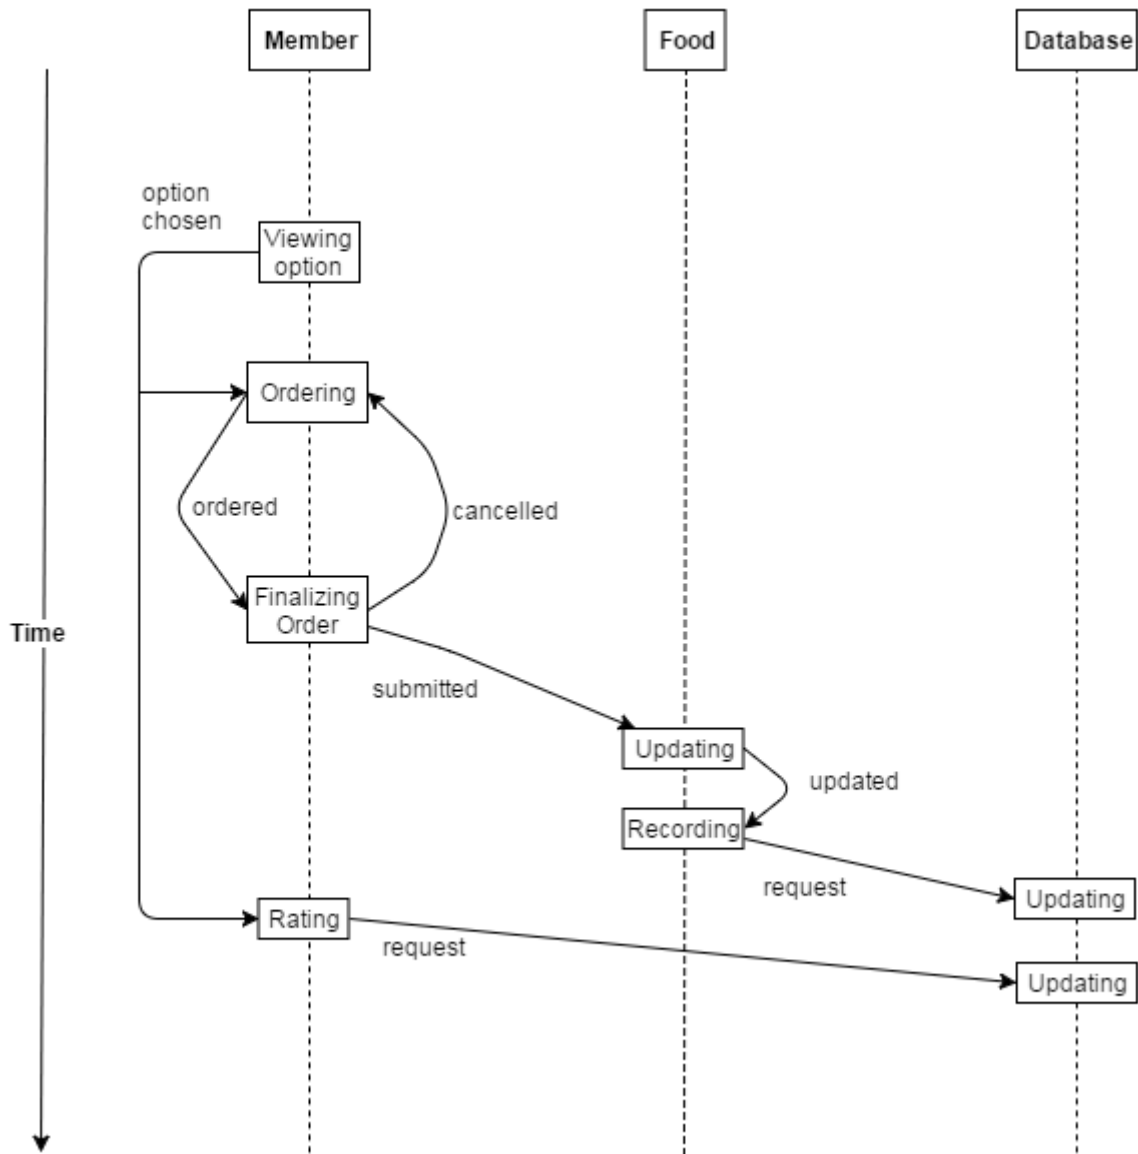 Member
Food
Database
option
chosen
Viewing
option
Ordering
ordered
cancelled
Finalizing
Order
Time
submitted
Updating
updated
Recording
request
Updating
Rating
request
Updating